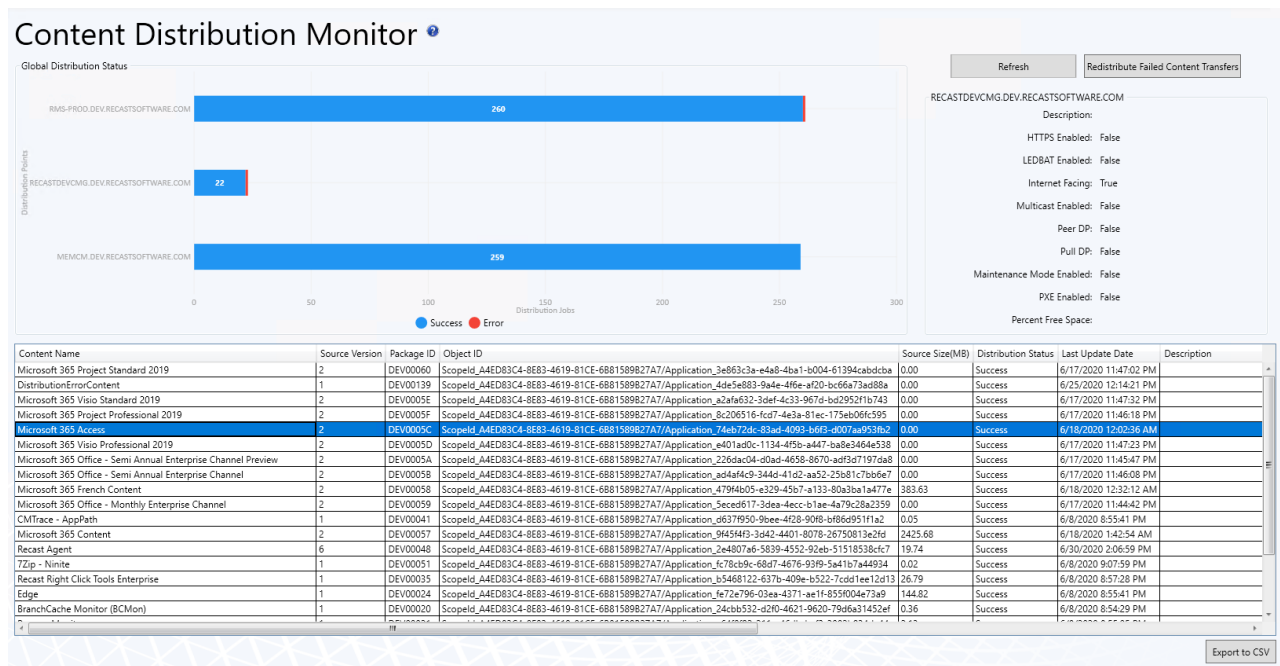 Content Distribution Monitor ?
Global Distribution Status
Refresh
Redistribute Failed Content Transfers
Distribution Points
RMS-PROD.DEV.RECASTSOFTWARE.COM 260
RECASTDEVCMG.DEV.RECASTSOFTWARE.COM 22
MEMCM.DEV.RECASTSOFTWARE.COM 259
0 50 100 150 200 250 300
Distribution Jobs
Success Error
RECASTDEVCMG.DEV.RECASTSOFTWARE.COM
Description:
HTTPS Enabled: False
LEDBAT Enabled: False
Internet Facing: True
Multicast Enabled: False
Peer DP: False
Pull DP: False
Maintenance Mode Enabled: False
PXE Enabled: False
Percent Free Space:
Content Name Source Version Package ID Object ID Source Size(MB) Distribution Status Last Update Date Description
Microsoft 365 Project Standard 2019 2 DEV00060 ScopeId_A4ED83C4-8E83-4619-81CE-6B81589B27A7/Application_3e863c3a-e4a8-4ba1-b004-61394cabdcba 0.00 Success 6/17/2020 11:47:02 PM
DistributionErrorContent 1 DEV00139 ScopeId_A4ED83C4-8E83-4619-81CE-6B81589B27A7/Application_4de5e883-9a4e-4f6e-af20-bc66a73ad88a 0.00 Success 6/25/2020 12:14:21 PM
Microsoft 365 Visio Standard 2019 2 DEV0005E ScopeId_A4ED83C4-8E83-4619-81CE-6B81589B27A7/Application_a2afa632-3def-4c33-967d-bd2952f1b743 0.00 Success 6/17/2020 11:47:32 PM
Microsoft 365 Project Professional 2019 2 DEV0005F ScopeId_A4ED83C4-8E83-4619-81CE-6B81589B27A7/Application_8c206516-fcd7-4e3a-81ec-175eb06fc595 0.00 Success 6/17/2020 11:46:18 PM
Microsoft 365 Access 2 DEV0005C ScopeId_A4ED83C4-8E83-4619-81CE-6B81589B27A7/Application_74eb72dc-83ad-4093-b6f3-d007aa953fb2 0.00 Success 6/18/2020 12:02:36 AM
Microsoft 365 Visio Professional 2019 2 DEV0005D ScopeId_A4ED83C4-8E83-4619-81CE-6B81589B27A7/Application_e401ad0c-1134-4f5b-a447-ba8e3464e538 0.00 Success 6/17/2020 11:47:23 PM
Microsoft 365 Office - Semi Annual Enterprise Channel Preview 2 DEV0005A ScopeId_A4ED83C4-8E83-4619-81CE-6B81589B27A7/Application_226dac04-d0ad-4658-8670-adf3d7197da8 0.00 Success 6/17/2020 11:45:47 PM
Microsoft 365 Office - Semi Annual Enterprise Channel 2 DEV0005B ScopeId_A4ED83C4-8E83-4619-81CE-6B81589B27A7/Application_ad4af4c9-344d-41d2-aa52-25b81c7bb6e7 0.00 Success 6/17/2020 11:46:08 PM
Microsoft 365 French Content 2 DEV00058 ScopeId_A4ED83C4-8E83-4619-81CE-6B81589B27A7/Application_479f4b05-e329-45b7-a133-80a3ba1a477e 383.63 Success 6/18/2020 12:32:12 AM
Microsoft 365 Office - Monthly Enterprise Channel 2 DEV00059 ScopeId_A4ED83C4-8E83-4619-81CE-6B81589B27A7/Application_5eced617-3dea-4ecc-b1ae-4a79c28a2359 0.00 Success 6/17/2020 11:44:42 PM
CMTrace - AppPath 1 DEV00041 ScopeId_A4ED83C4-8E83-4619-81CE-6B81589B27A7/Application_d637f950-9bee-4f28-90f8-bf86d951f1a2 0.05 Success 6/8/2020 8:55:41 PM
Microsoft 365 Content 2 DEV00057 ScopeId_A4ED83C4-8E83-4619-81CE-6B81589B27A7/Application_9f45f4f3-3d42-4401-8078-26750813e2fd 2425.68 Success 6/18/2020 1:42:54 AM
Recast Agent 6 DEV00048 ScopeId_A4ED83C4-8E83-4619-81CE-6B81589B27A7/Application_2e4807a6-5839-4552-92eb-51518538cfc7 19.74 Success 6/30/2020 2:06:59 PM
7Zip - Ninite 1 DEV00051 ScopeId_A4ED83C4-8E83-4619-81CE-6B81589B27A7/Application_fc78cb9c-68d7-4676-93f9-5a41b7a44934 0.02 Success 6/8/2020 9:07:59 PM
Recast Right Click Tools Enterprise 1 DEV00035 ScopeId_A4ED83C4-8E83-4619-81CE-6B81589B27A7/Application_b5468122-637b-409e-b522-7cdd1ee12d13 26.79 Success 6/8/2020 8:57:28 PM
Edge 1 DEV00024 ScopeId_A4ED83C4-8E83-4619-81CE-6B81589B27A7/Application_fe72e796-03ea-4371-ae1f-855f004e73a9 144.82 Success 6/8/2020 8:55:41 PM
BranchCache Monitor (BCMon) 1 DEV00020 ScopeId_A4ED83C4-8E83-4619-81CE-6B81589B27A7/Application_24cbb532-d2f0-4621-9620-79d6a31452ef 0.36 Success 6/8/2020 8:54:29 PM
Export to CSV